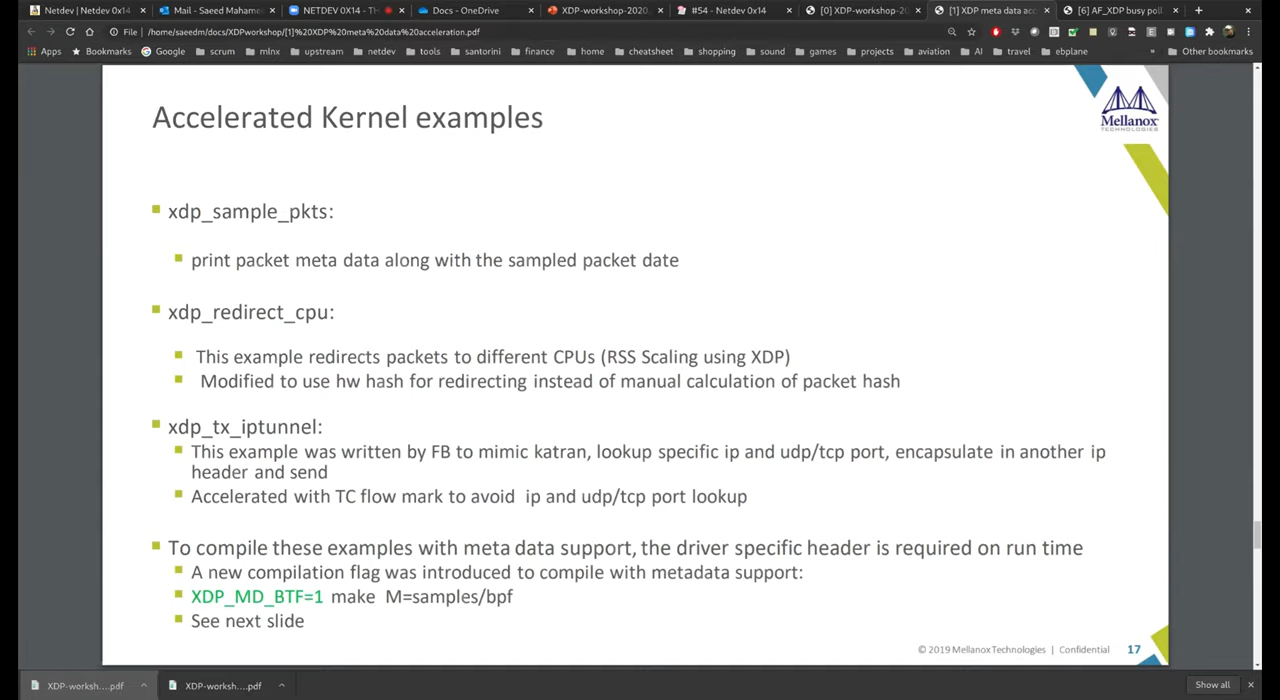 Netdev | Netdev 0x14
Mail - Saeed Mahame
NETDEV 0X14 - TH
Docs - OneDrive
XDP-workshop-2020.
#54 - Netdev 0x14
[0] XDP-workshop-20
[1] XDP meta data acc
[6] AF_XDP busy poll
File | /home/saeedm/docs/XDPworkshop/[1]%20XDP%20meta%20data%20acceleration.pdf
Apps Bookmarks Google scrum mlnx upstream netdev tools santorini finance home cheatsheet shopping sound games projects aviation AI travel ebplane » Other bookmarks
Accelerated Kernel examples
Mellanox
TECHNOLOGIES
xdp_sample_pkts:
print packet meta data along with the sampled packet date
xdp_redirect_cpu:
This example redirects packets to different CPUs (RSS Scaling using XDP)
Modified to use hw hash for redirecting instead of manual calculation of packet hash
xdp_tx_iptunnel:
This example was written by FB to mimic katran, lookup specific ip and udp/tcp port, encapsulate in another ip
header and send
Accelerated with TC flow mark to avoid ip and udp/tcp port lookup
To compile these examples with meta data support, the driver specific header is required on run time
A new compilation flag was introduced to compile with metadata support:
XDP_MD_BTF=1 make M=samples/bpf
See next slide
© 2019 Mellanox Technologies | Confidential 17
XDP-worksh....pdf
XDP-worksh....pdf
Show all